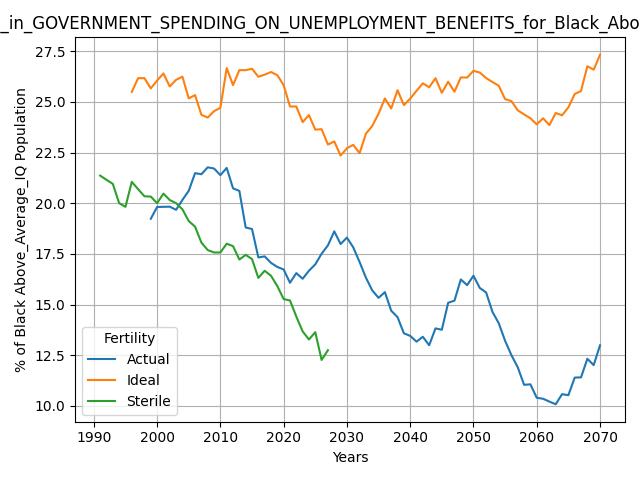 _in_GOVERNMENT_SPENDING_ON_UNEMPLOYMENT_BENEFITS_for_Black_Abo
% of Black Above_Average_IQ Population
27.5
25.0
22.5
20.0
17.5
15.0
12.5
10.0
Fertility
Actual
Ideal
Sterile
1990 2000 2010 2020 2030 2040 2050 2060 2070
Years